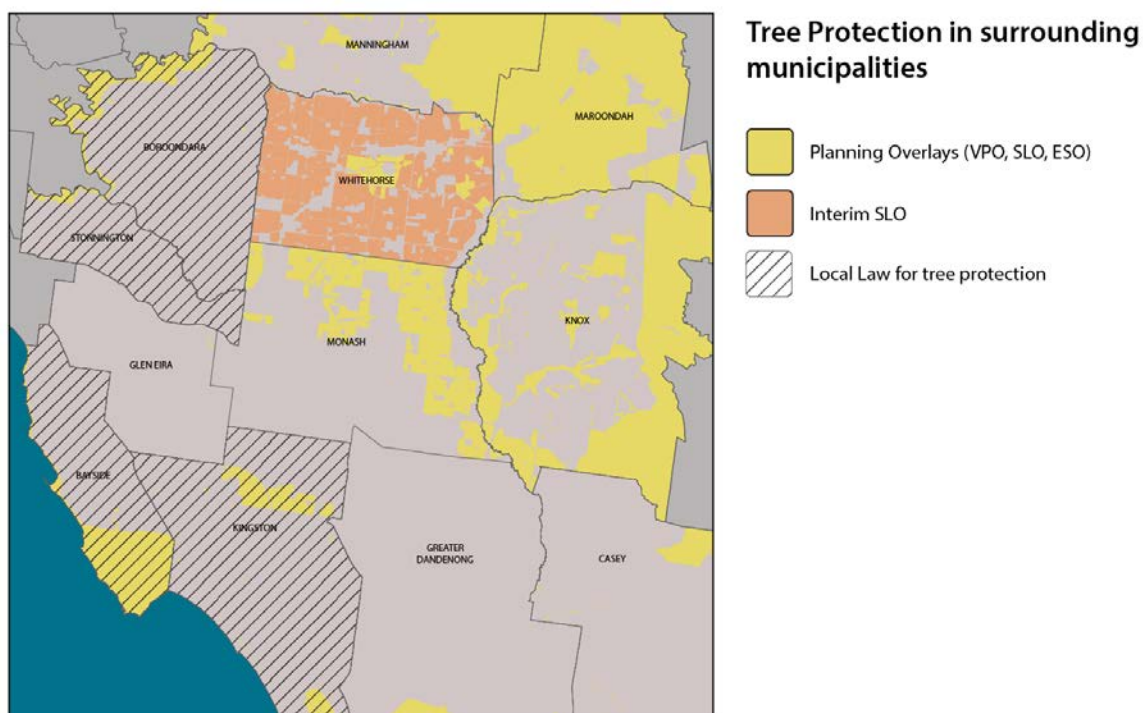 Tree Protection in surrounding
municipalities
Planning Overlays (VPO, SLO, ESO)
Interim SLO
Local Law for tree protection
MANNINGHAM
MAROONDAH
BOROONDARA
WHITEHORSE
STONNINGTON
KNOX
MONASH
GLEN EIRA
BAYSIDE
KINGSTON
GREATER
DANDENONG
CASEY